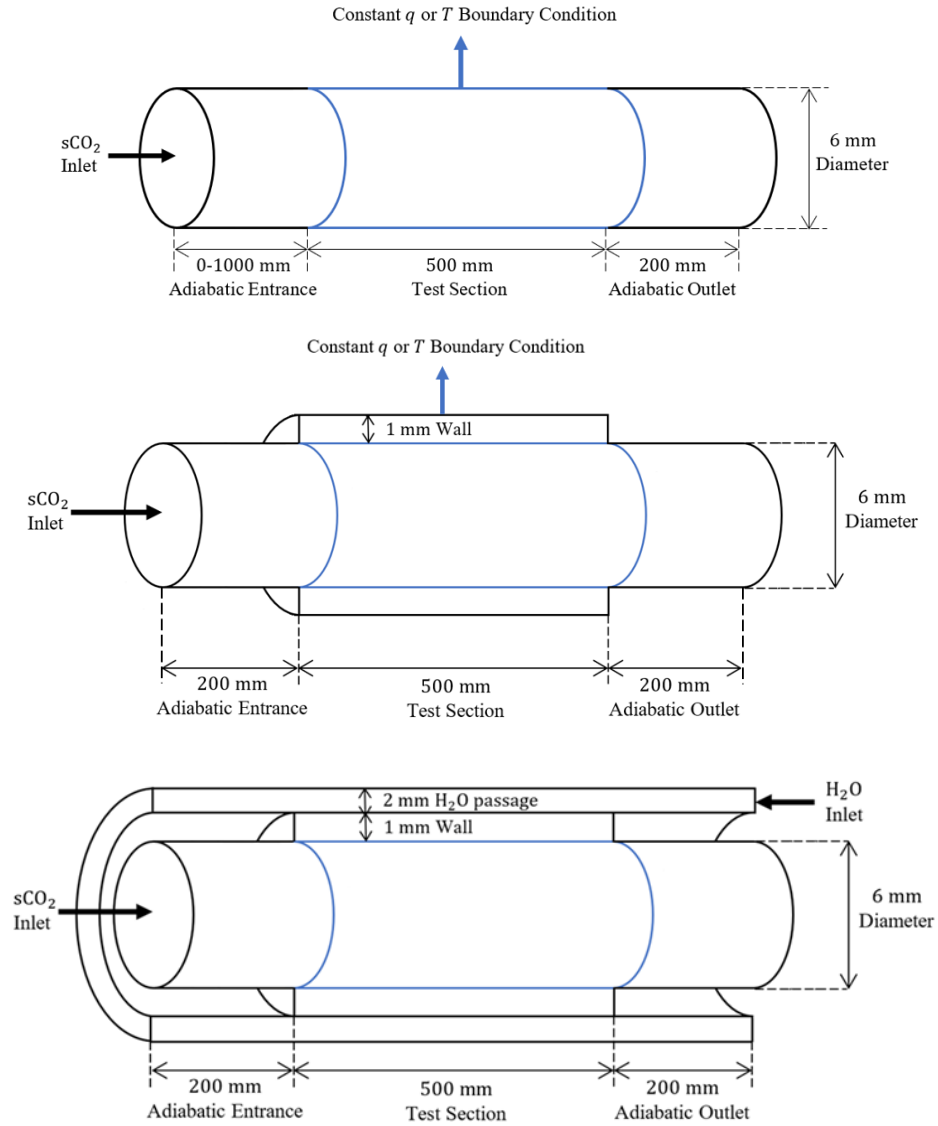 Constant q or T Boundary Condition
sCO₂
Inlet
6 mm
Diameter
0-1000 mm
Adiabatic Entrance
500 mm
Test Section
200 mm
Adiabatic Outlet
Constant q or T Boundary Condition
1 mm Wall
sCO₂
Inlet
6 mm
Diameter
200 mm
Adiabatic Entrance
500 mm
Test Section
200 mm
Adiabatic Outlet
2 mm H₂O passage
H₂O
Inlet
1 mm Wall
sCO₂
Inlet
6 mm
Diameter
200 mm
Adiabatic Entrance
500 mm
Test Section
200 mm
Adiabatic Outlet